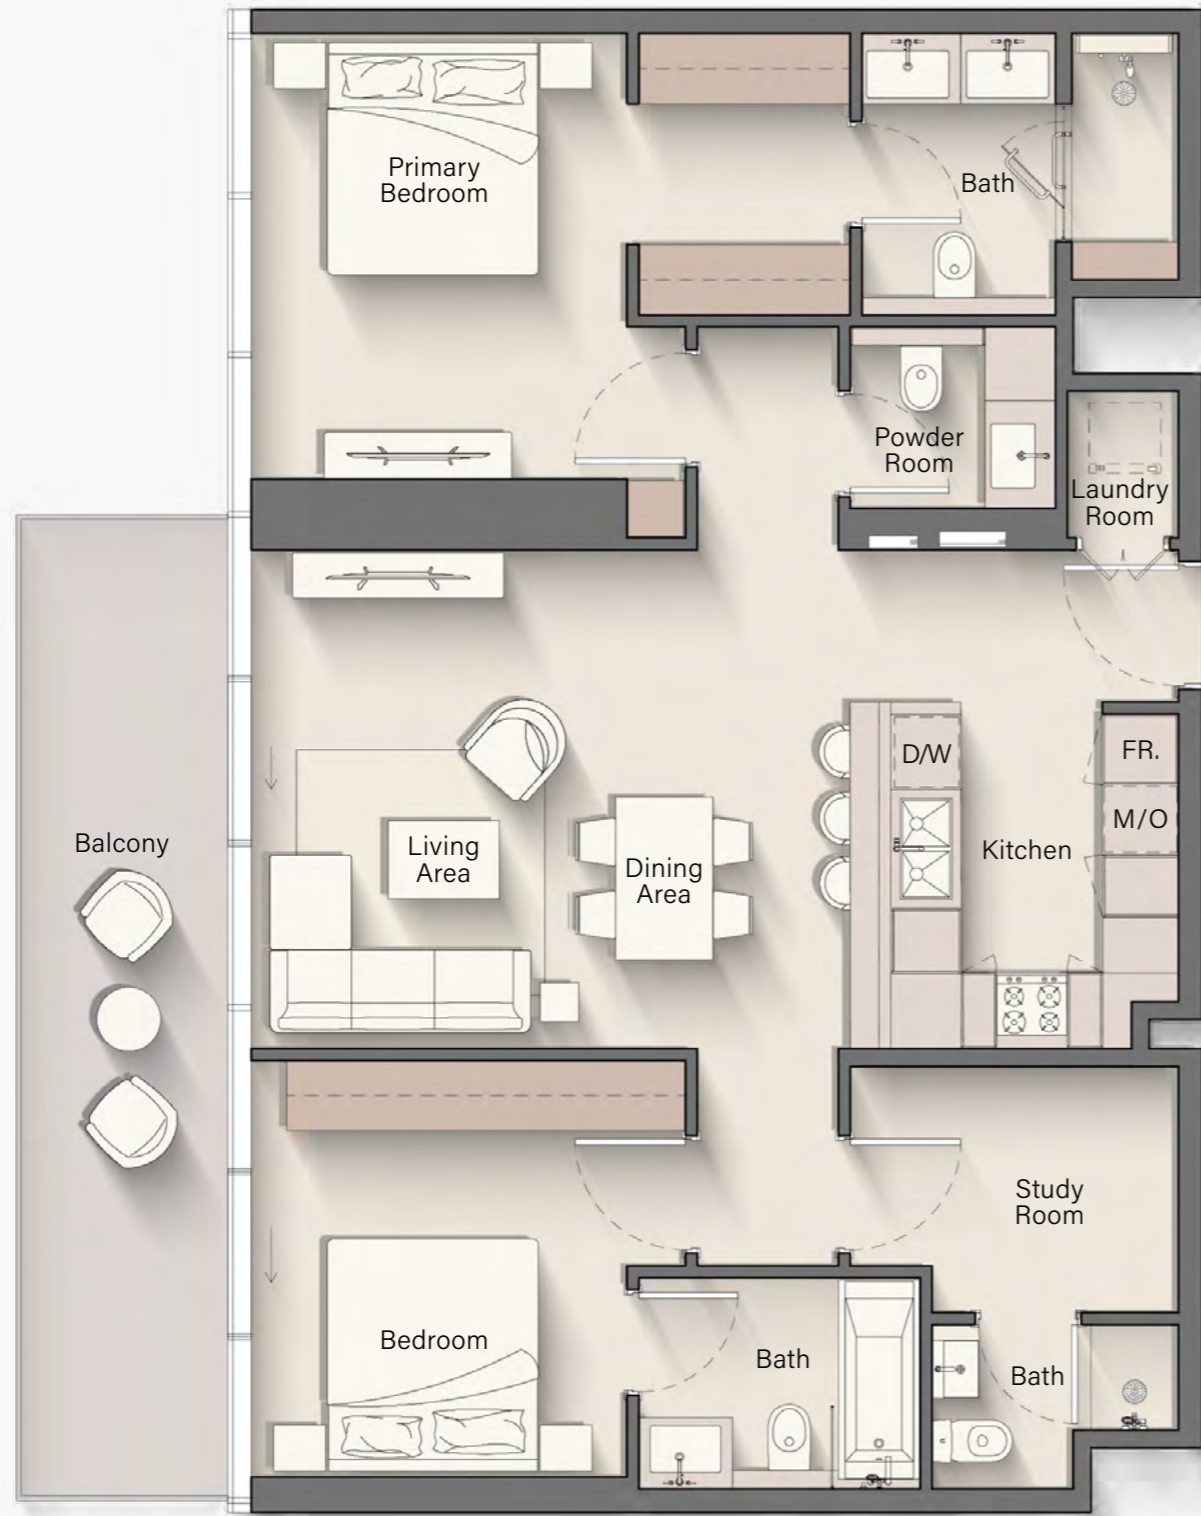 Primary
Bedroom
Bath
Powder
Room
Laundry
Room
D/W
FR.
M/O
Kitchen
Balcony
Living
Area
Dining
Area
Study
Room
Bedroom
Bath
Bath